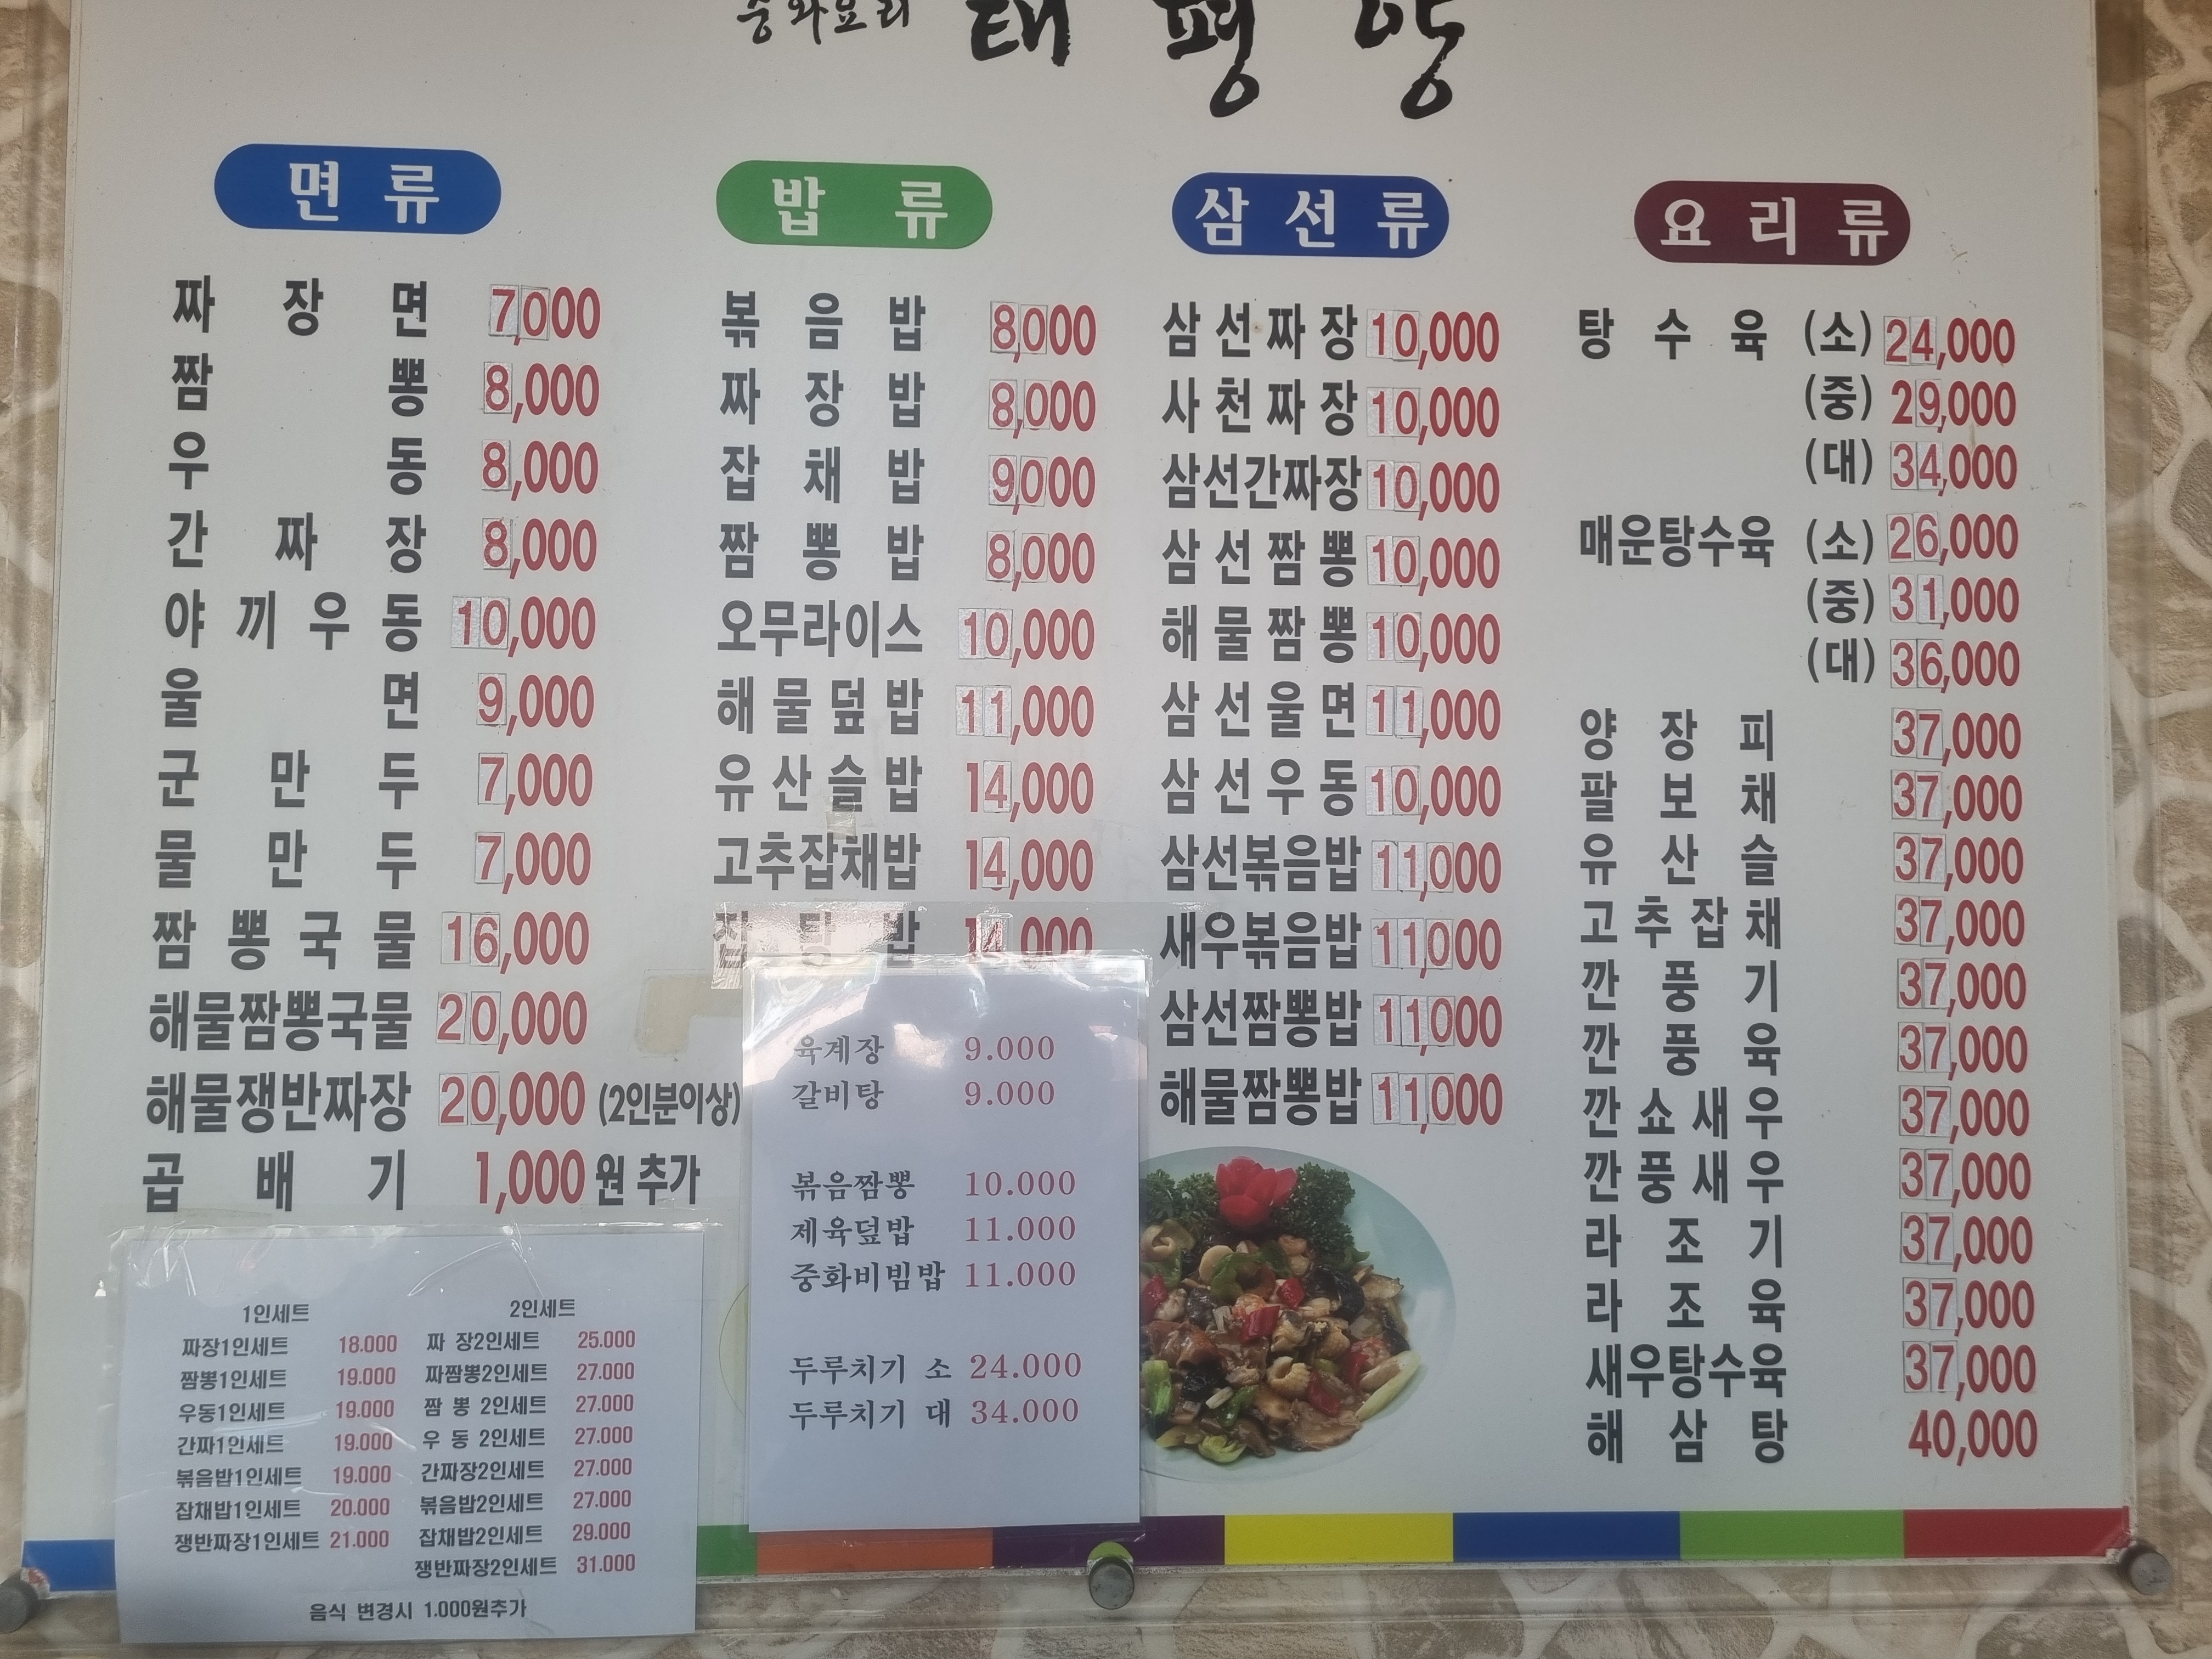 중화요리 태평양
면류
짜장면 7,000
짬뽕 8,000
우동 8,000
간짜장 8,000
야끼우동 10,000
울면 9,000
군만두 7,000
물만두 7,000
짬뽕국물 16,000
해물짬뽕국물 20,000
해물쟁반짜장 20,000 (2인분이상)
곱배기 1,000원 추가
밥류
볶음밥 8,000
짜장밥 8,000
잡채밥 9,000
짬뽕밥 8,000
오무라이스 10,000
해물덮밥 11,000
유산슬밥 14,000
고추잡채밥 14,000
잡탕밥 14,000
삼선류
삼선짜장 10,000
사천짜장 10,000
삼선간짜장 10,000
삼선짬뽕 10,000
해물짬뽕 10,000
삼선울면 11,000
삼선우동 10,000
삼선볶음밥 11,000
새우볶음밥 11,000
삼선짬뽕밥 11,000
해물짬뽕밥 11,000
요리류
탕수육 (소) 24,000
(중) 29,000
(대) 34,000
매운탕수육 (소) 26,000
(중) 31,000
(대) 36,000
양장피 37,000
팔보채 37,000
유산슬 37,000
고추잡채 37,000
깐풍기 37,000
깐풍육 37,000
깐쇼새우 37,000
깐풍새우 37,000
라조기 37,000
라조육 37,000
새우탕수육 37,000
해삼탕 40,000
1인세트
짜장1인세트 18.000
짬뽕1인세트 19.000
우동1인세트 19.000
간짜1인세트 19.000
볶음밥1인세트 19.000
잡채밥1인세트 20.000
쟁반짜장1인세트 21.000
2인세트
짜 장2인세트 25.000
짜짬뽕2인세트 27.000
짬 뽕 2인세트 27.000
우 동 2인세트 27.000
간짜장2인세트 27.000
볶음밥2인세트 27.000
잡채밥2인세트 29.000
쟁반짜장2인세트 31.000
음식 변경시 1.000원추가
육계장 9.000
갈비탕 9.000
볶음짬뽕 10.000
제육덮밥 11.000
중화비빔밥 11.000
두루치기 소 24.000
두루치기 대 34.000